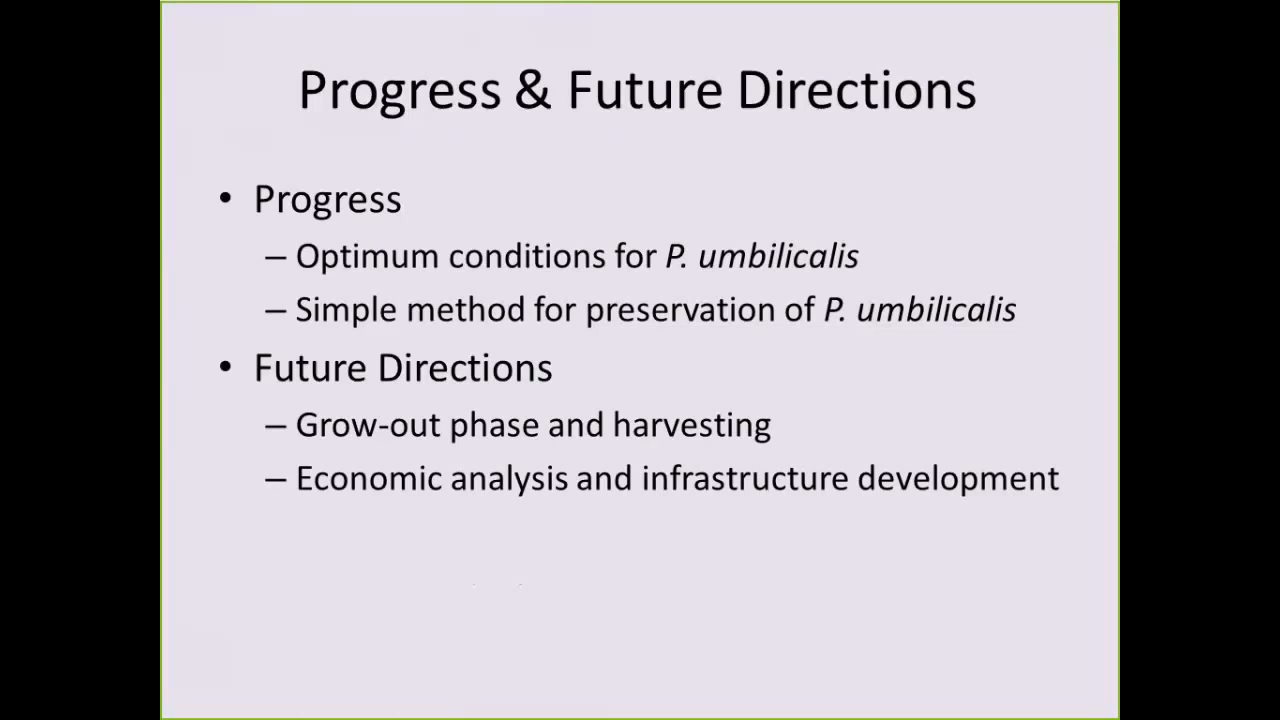 Progress & Future Directions
• Progress
– Optimum conditions for P. umbilicalis
– Simple method for preservation of P. umbilicalis
• Future Directions
– Grow-out phase and harvesting
– Economic analysis and infrastructure development